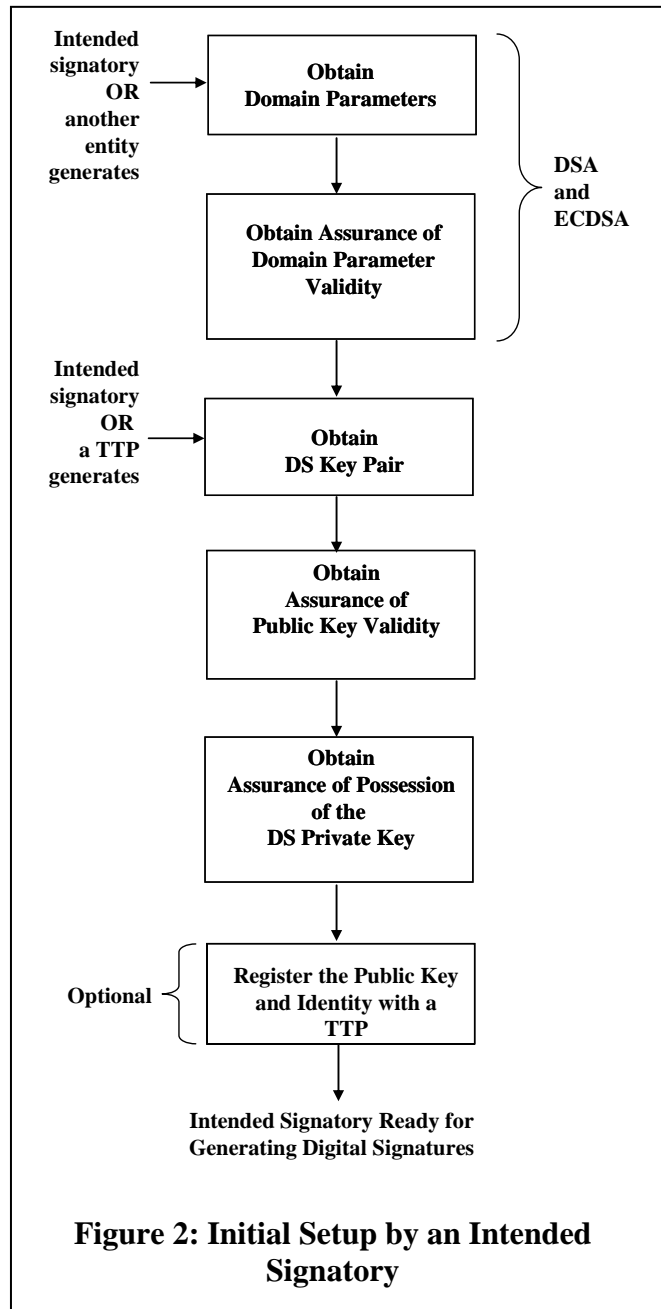 Intended
signatory
OR
another
entity
generates
Obtain
Domain Parameters
Obtain Assurance of
Domain Parameter
Validity
DSA
and
ECDSA
Intended
signatory
OR
a TTP
generates
Obtain
DS Key Pair
Obtain
Assurance of
Public Key Validity
Obtain
Assurance of Possession
of the
DS Private Key
Optional
Register the Public Key
and Identity with a
TTP
Intended Signatory Ready for
Generating Digital Signatures
Figure 2: Initial Setup by an Intended
Signatory